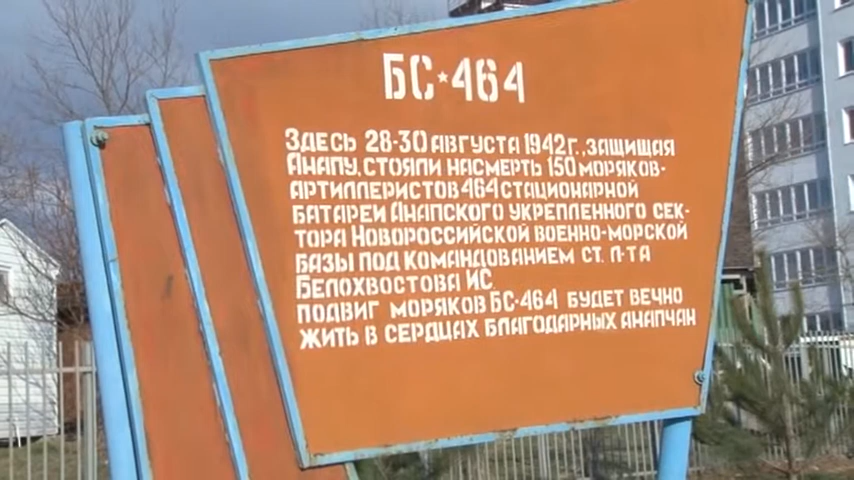 БС★464
Здесь 28-30 августа 1942 г., защищая
Анапу, стояли насмерть 150 моряков-
артиллеристов 464 стационарной
батареи Анапского укрепленного сек-
тора Новороссийской военно-морской
базы под командованием ст. л-та
Белохвостова ИС.
Подвиг моряков БС-464 будет вечно
жить в сердцах благодарных анапчан